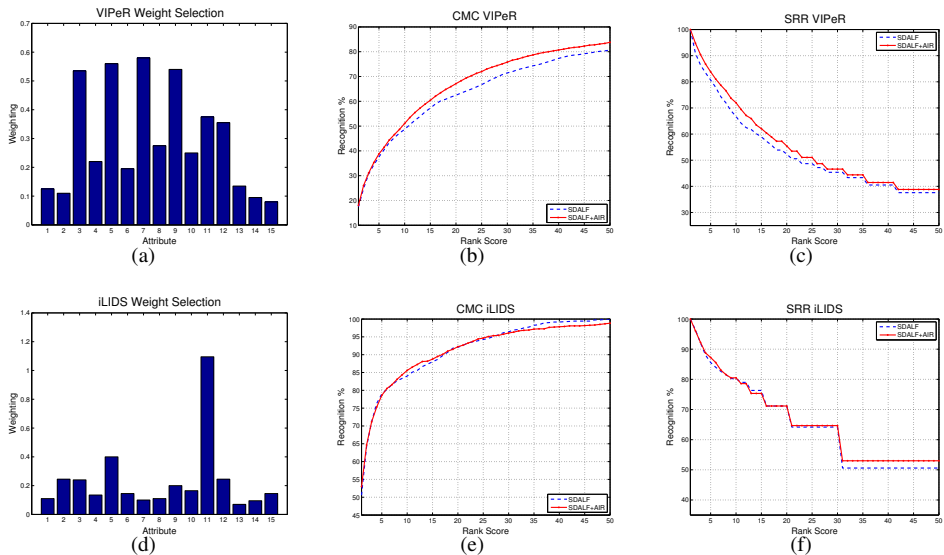 VIPeR Weight Selection
0.7
0.6
0.5
0.4
0.3
0.2
0.1
0
Weighting
1 2 3 4 5 6 7 8 9 10 11 12 13 14 15
Attribute
(a)
CMC VIPeR
90
80
70
60
50
40
30
20
10
Recognition %
SDALF
SDALF+AIR
5 10 15 20 25 30 35 40 45 50
Rank Score
(b)
SRR VIPeR
100
90
80
70
60
50
40
30
Recognition %
SDALF
SDALF+AIR
5 10 15 20 25 30 35 40 45 50
Rank Score
(c)
iLIDS Weight Selection
1.4
1.2
1
0.8
0.6
0.4
0.2
0
Weighting
1 2 3 4 5 6 7 8 9 10 11 12 13 14 15
Attribute
(d)
CMC iLIDS
100
95
90
85
80
75
70
65
60
55
50
45
Recognition %
SDALF
SDALF+AIR
5 10 15 20 25 30 35 40 45 50
Rank Score
(e)
SRR iLIDS
100
90
80
70
60
50
40
Recognition %
SDALF
SDALF+AIR
5 10 15 20 25 30 35 40 45 50
Rank Score
(f)